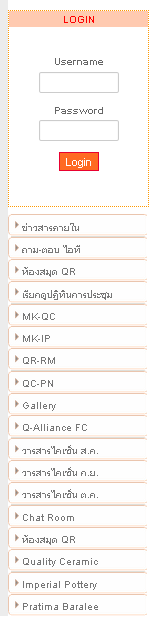 LOGIN
Username
Password
Login
ข่าวสารภายใน
ถาม-ตอบ ไอที
ห้องสมุด QR
เรียกดูปฏิทินการประชุม
MK-QC
MK-IP
QR-RM
QC-PN
Gallery
Q-Alliance FC
วารสารไคเซ็น ส.ค.
วารสารไคเซ็น ก.ย.
วารสารไคเซ็น ต.ค.
Chat Room
ห้องสมุด QR
Quality Ceramic
Imperial Pottery
Pratima Baralee